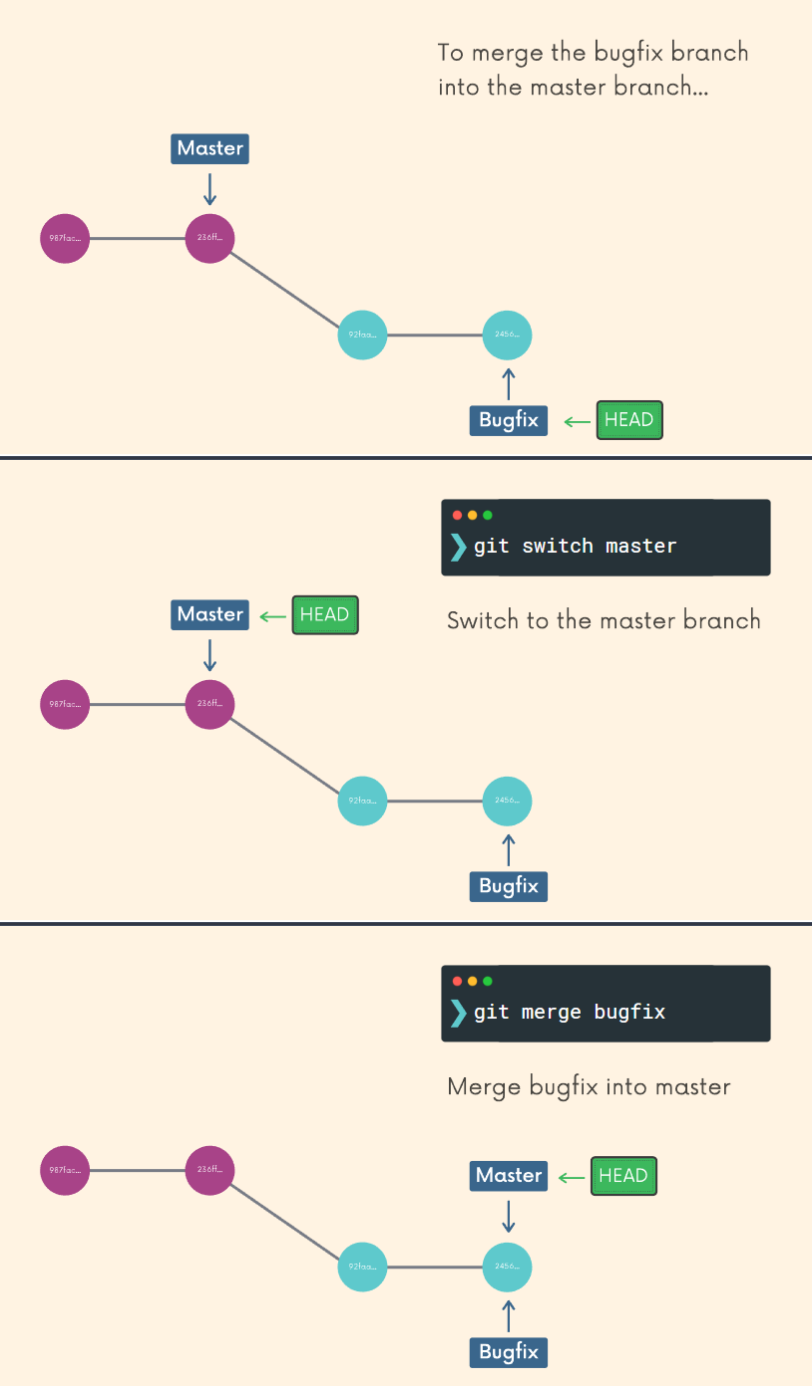 To merge the bugfix branch
into the master branch...
Master
987fac... 236ff...
92faa... 2456...
Bugfix HEAD
❯ git switch master
Master HEAD
Switch to the master branch
987fac... 236ff...
92faa... 2456...
Bugfix
❯ git merge bugfix
Merge bugfix into master
987fac... 236ff...
Master HEAD
92faa... 2456...
Bugfix